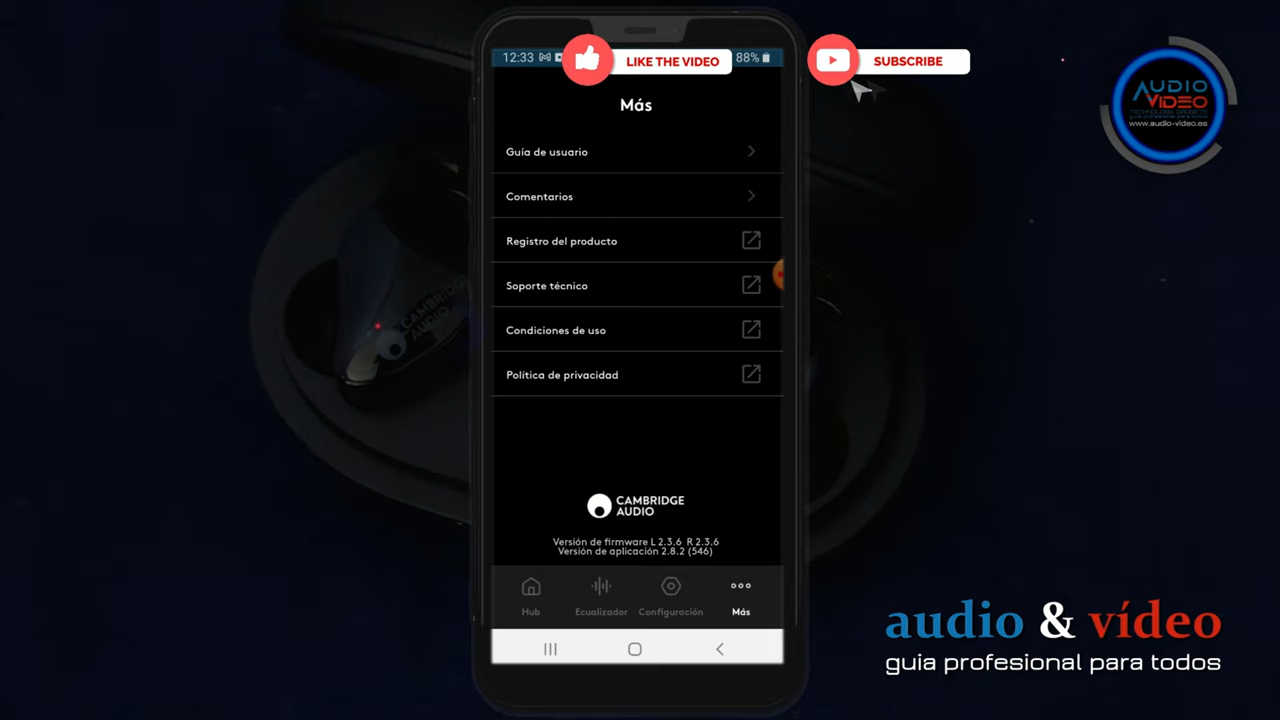 12:33
88%
LIKE THE VIDEO
SUBSCRIBE
Más
Guía de usuario
Comentarios
Registro del producto
Soporte técnico
Condiciones de uso
Política de privacidad
CAMBRIDGE
AUDIO
Versión de firmware L 2.3.6 R 2.3.6
Versión de aplicación 2.8.2 (546)
Hub
Ecualizador
Configuración
Más
AUDIO
VIDEO
www.audio-video.es
CAMBRIDGE
AUDIO
audio & vídeo
guia profesional para todos